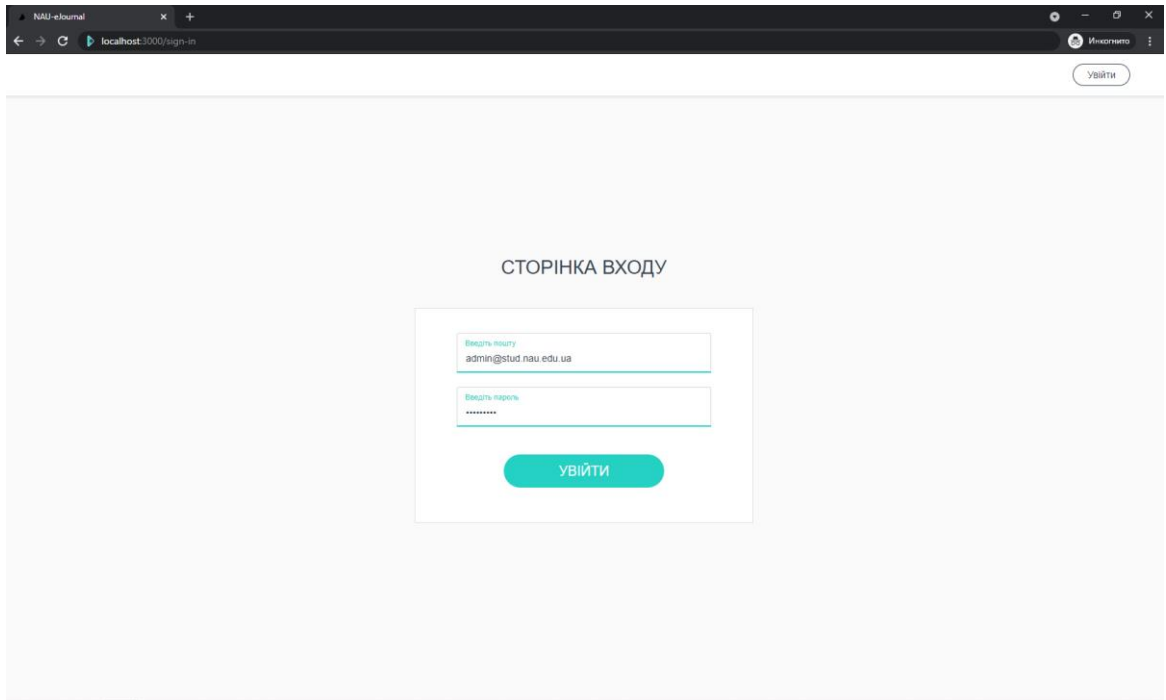 NAU-eJournal
localhost:3000/sign-in
Инкогнито
Увійти
СТОРІНКА ВХОДУ
Введіть пошту
admin@stud.nau.edu.ua
Введіть пароль
•••••••••
УВІЙТИ